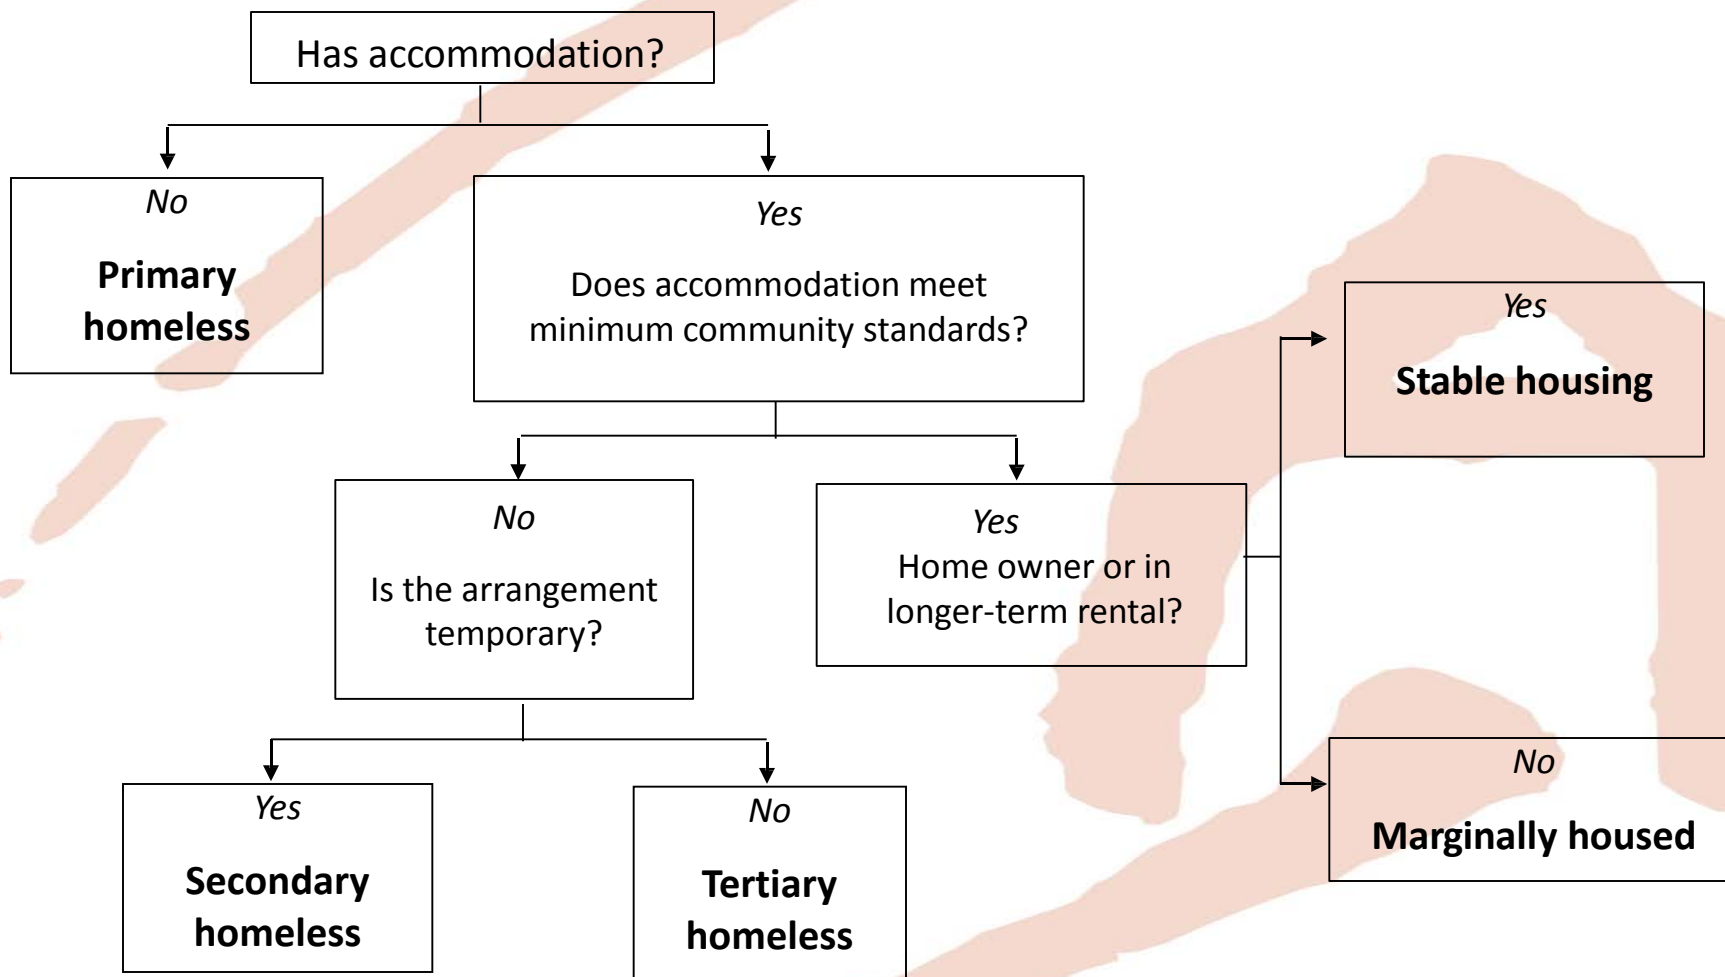 Has accommodation?
No
Primary
homeless
Yes
Does accommodation meet
minimum community standards?
Yes
Stable housing
No
Is the arrangement
temporary?
Yes
Home owner or in
longer-term rental?
No
Marginally housed
Yes
Secondary
homeless
No
Tertiary
homeless